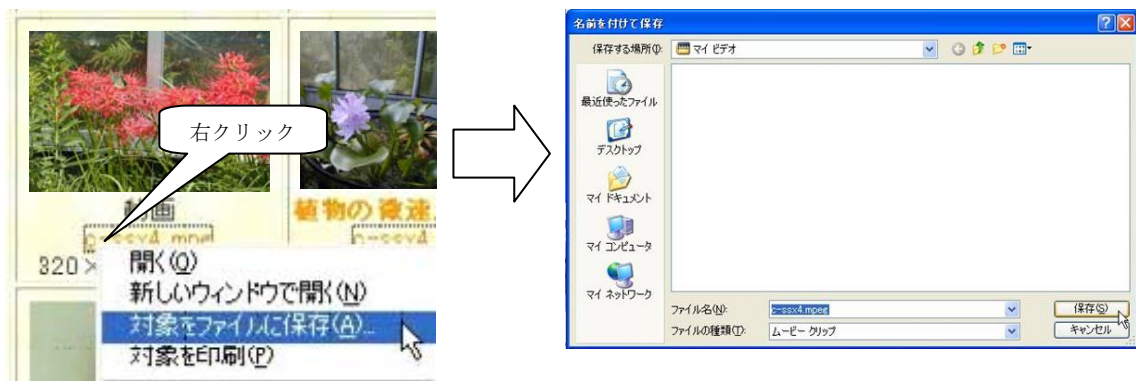 右クリック
動画
植物の微速
c-ssx4.mpeg
c-ssx4
320×
開く(O)
新しいウィンドウで開く(N)
対象をファイルに保存(A)...
対象を印刷(P)
名前を付けて保存
保存する場所(I):
マイ ビデオ
最近使ったファイル
デスクトップ
マイ ドキュメント
マイ コンピュータ
マイ ネットワーク
ファイル名(N):
c-ssx4.mpeg
保存(S)
ファイルの種類(T):
ムービー クリップ
キャンセル